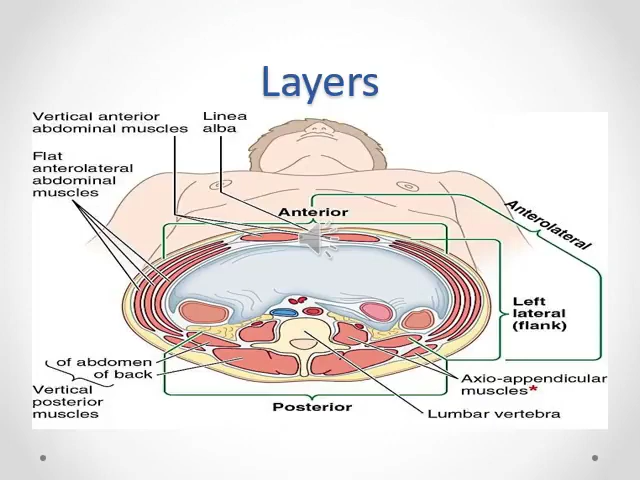 Layers
Vertical anterior
abdominal muscles
Linea
alba
Flat
anterolateral
abdominal
muscles
Anterior
Anterolateral
Left
lateral
(flank)
of abdomen
of back
Vertical
posterior
muscles
Posterior
Axio-appendicular
muscles*
Lumbar vertebra